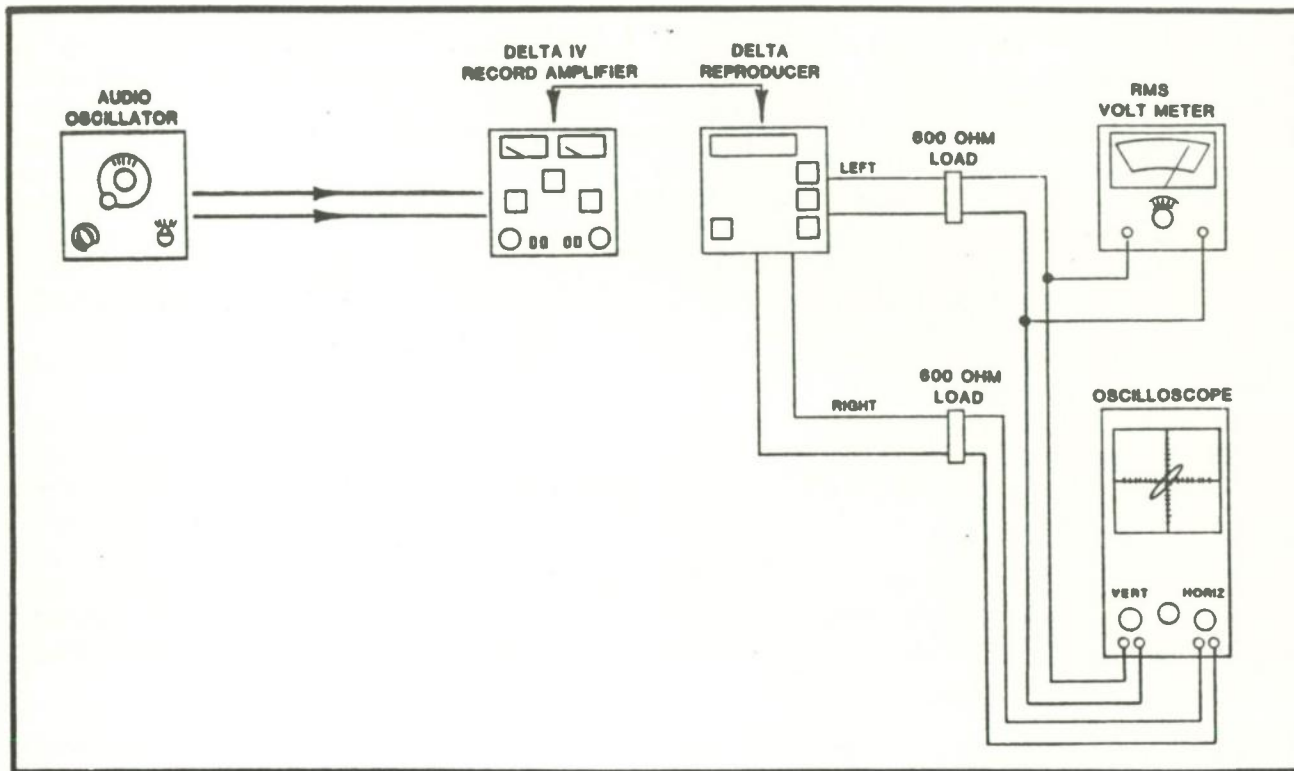 DELTA IV
RECORD AMPLIFIER
DELTA
REPRODUCER
AUDIO
OSCILLATOR
RMS
VOLT METER
600 OHM
LOAD
LEFT
600 OHM
LOAD
RIGHT
OSCILLOSCOPE
VERT
HORIZ